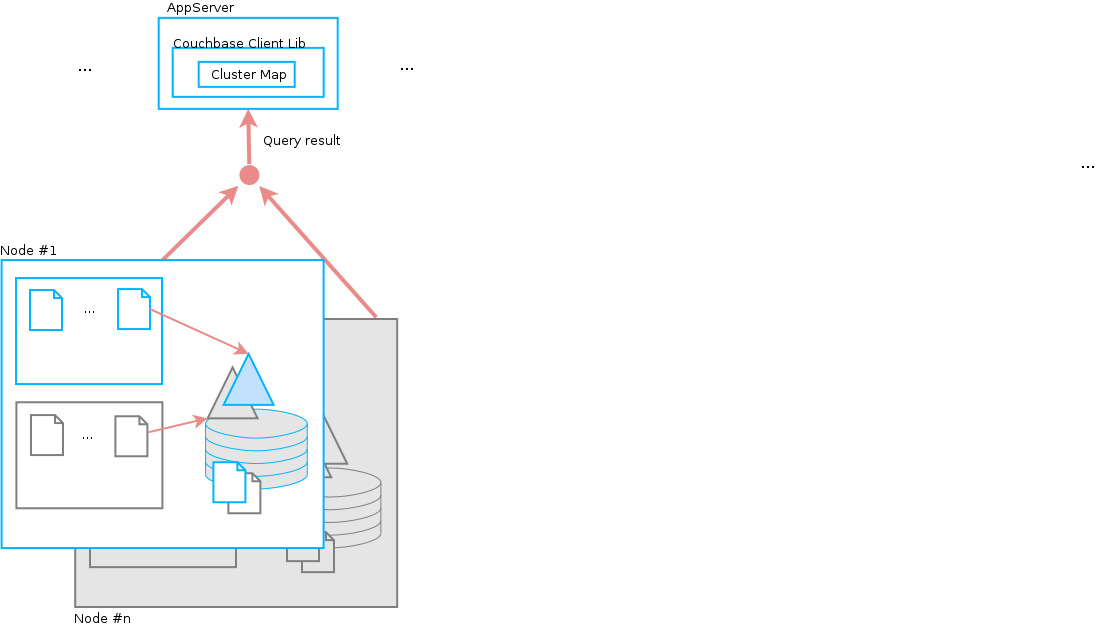 AppServer
Couchbase Client Lib
...
Cluster Map
...
Query result
...
Node #1
...
...
Node #n